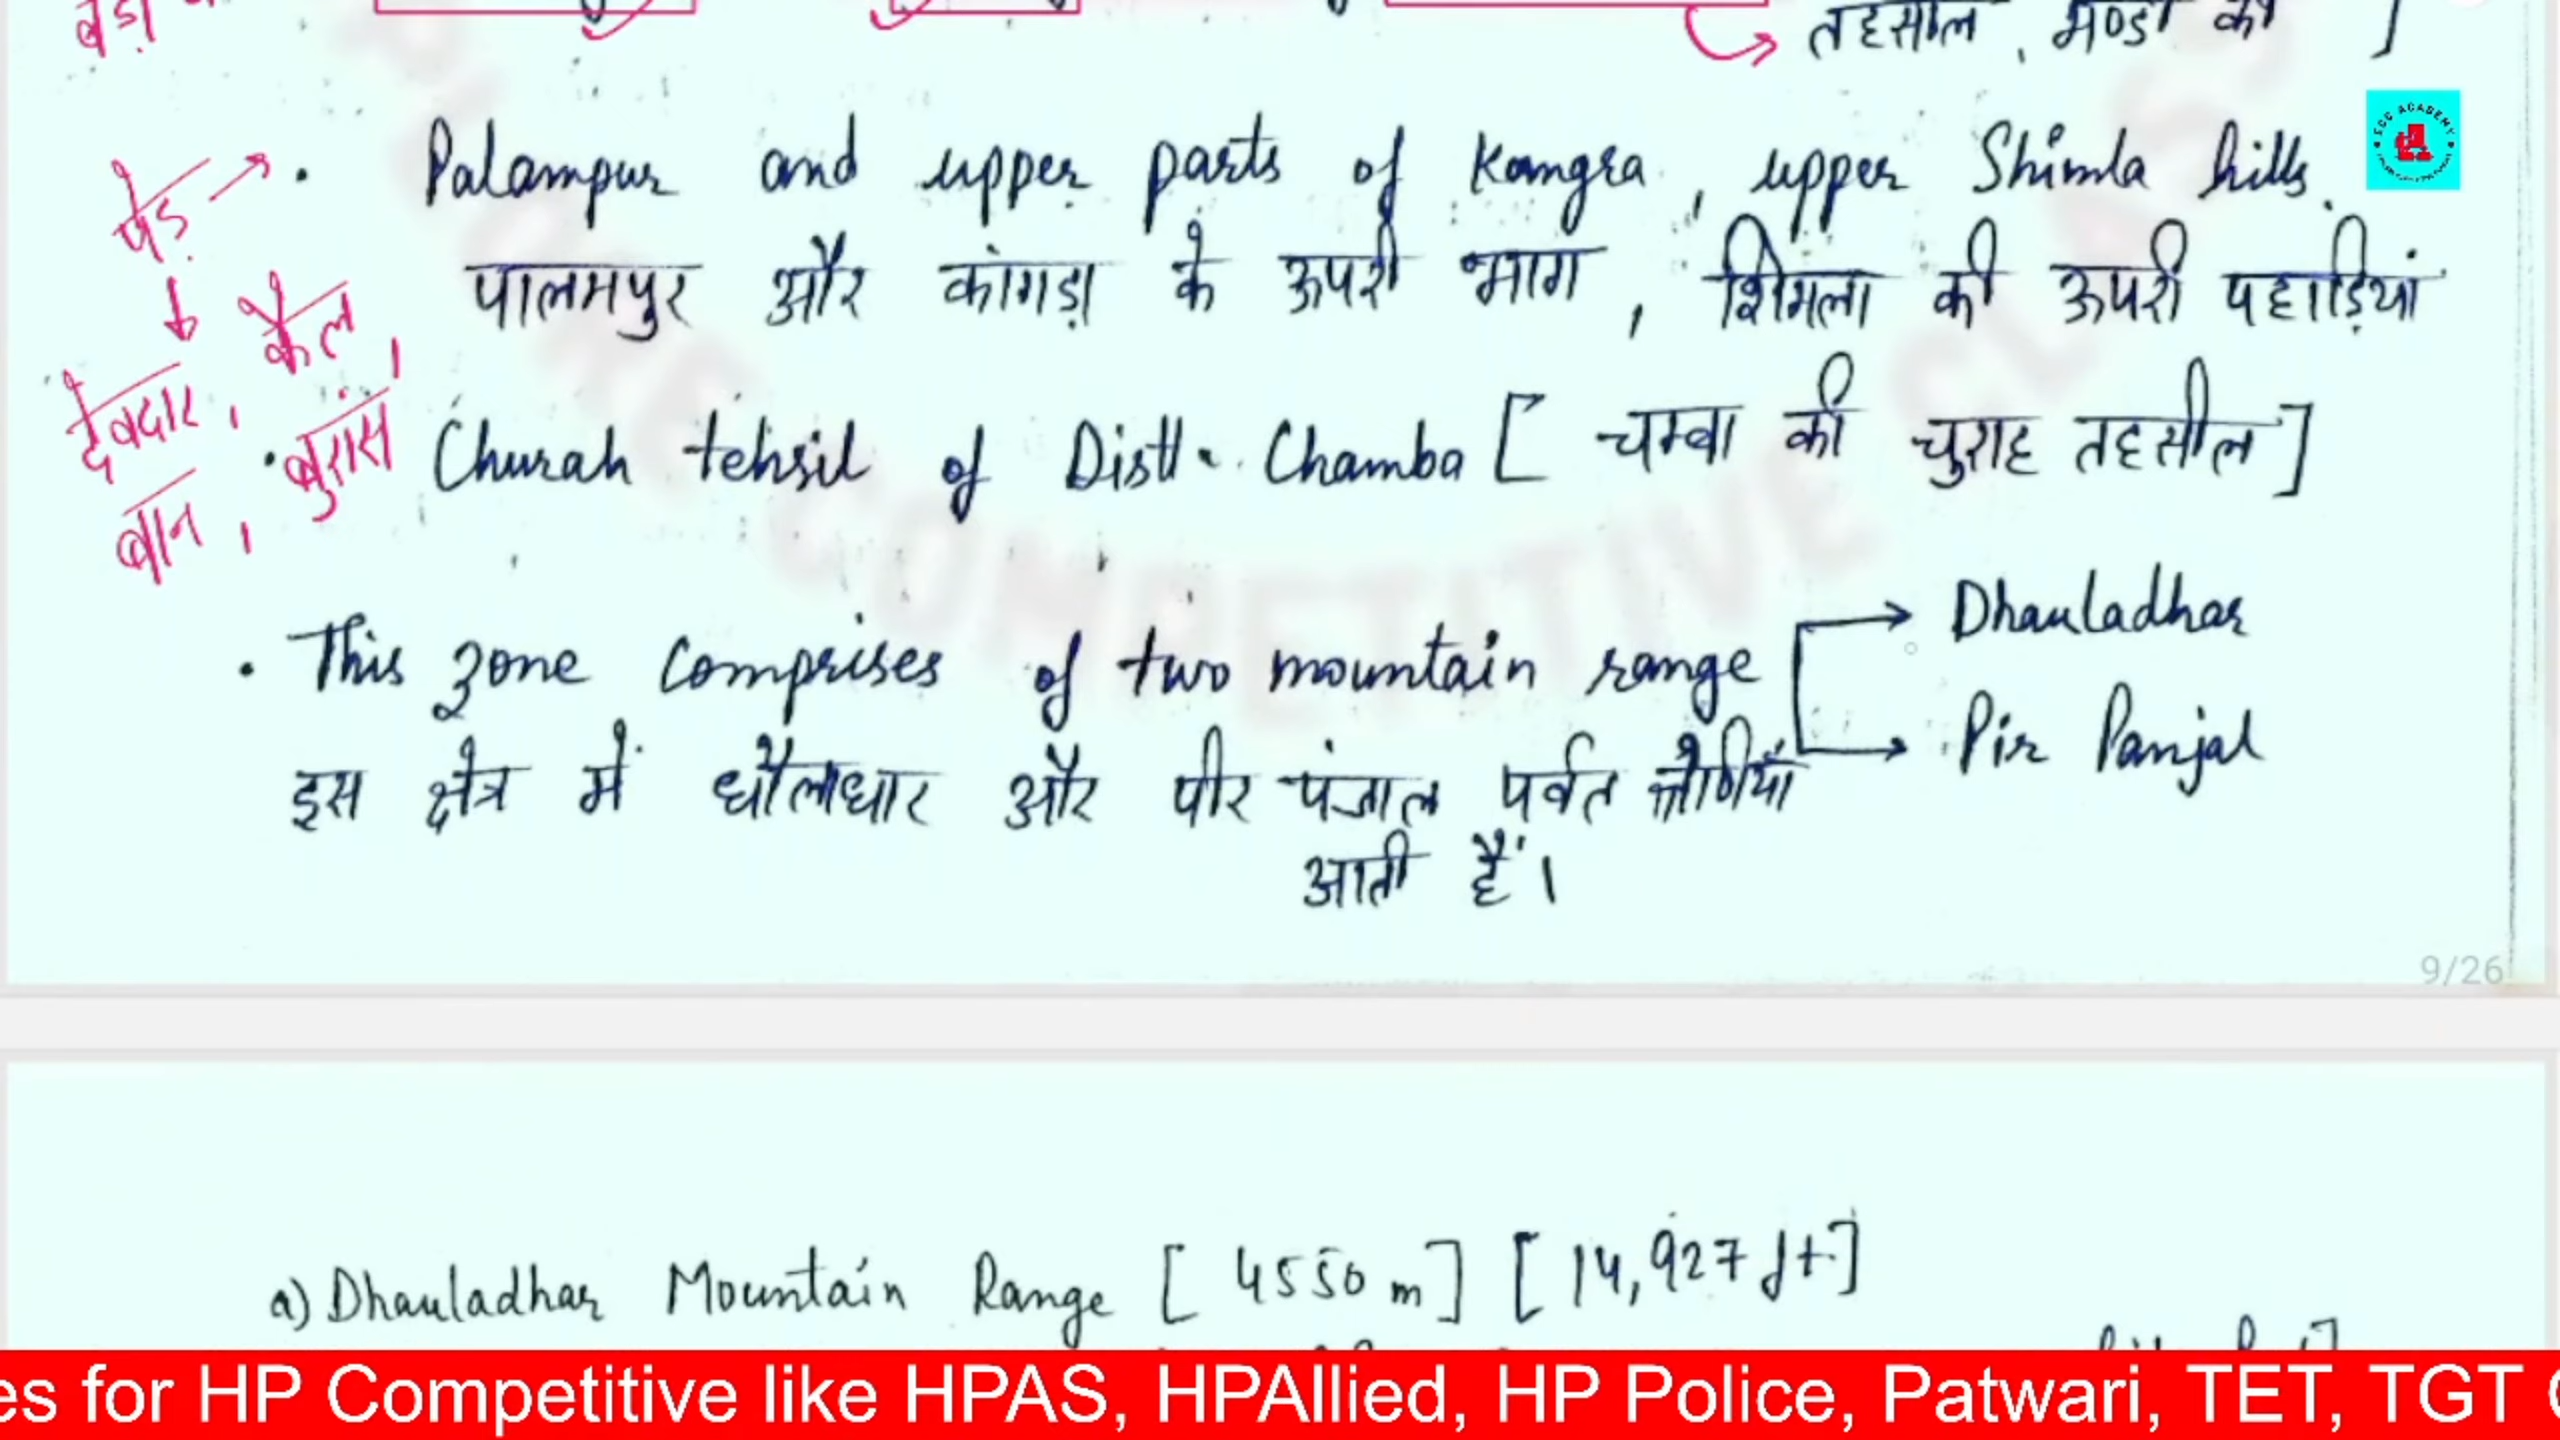 तहसील, मण्डी की ]
पेड़ → • Palampur and upper parts of Kangra, upper Shimla hills.
पालमपुर और कांगड़ा के ऊपरी भाग, शिमला की ऊपरी पहाड़ियां
देवदार, कैल,
बान, बुरांस
• Churah tehsil of Distt. Chamba [ चम्बा की चुराह तहसील ]
• This zone comprises of two mountain range → Dhauladhar
→ Pir Panjal
इस क्षेत्र में धौलाधार और पीर पंजाल पर्वत श्रेणियाँ
आती हैं।
9/26
a) Dhauladhar Mountain Range [ 4550 m ] [ 14,927 ft. ]
es for HP Competitive like HPAS, HPAllied, HP Police, Patwari, TET, TGT